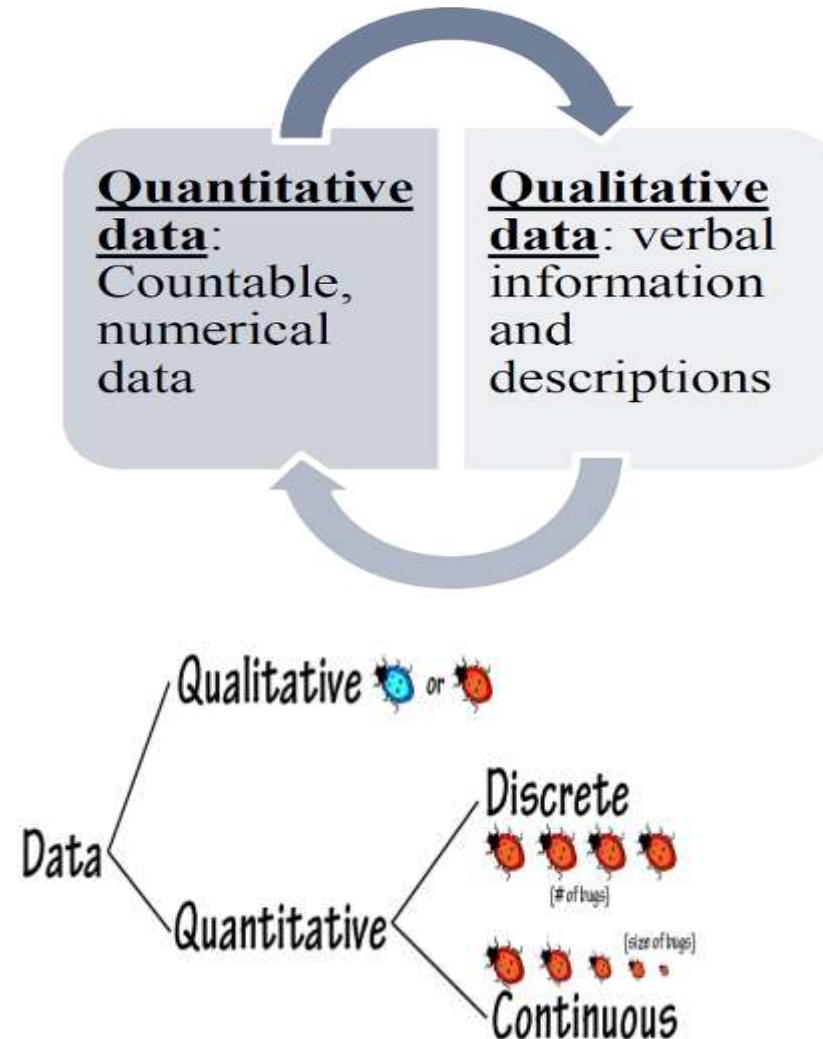 Quantitative
data:
Countable,
numerical
data
Qualitative
data: verbal
information
and
descriptions
Qualitative or
Discrete
(# of bugs)
Data
Quantitative
(size of bugs)
Continuous